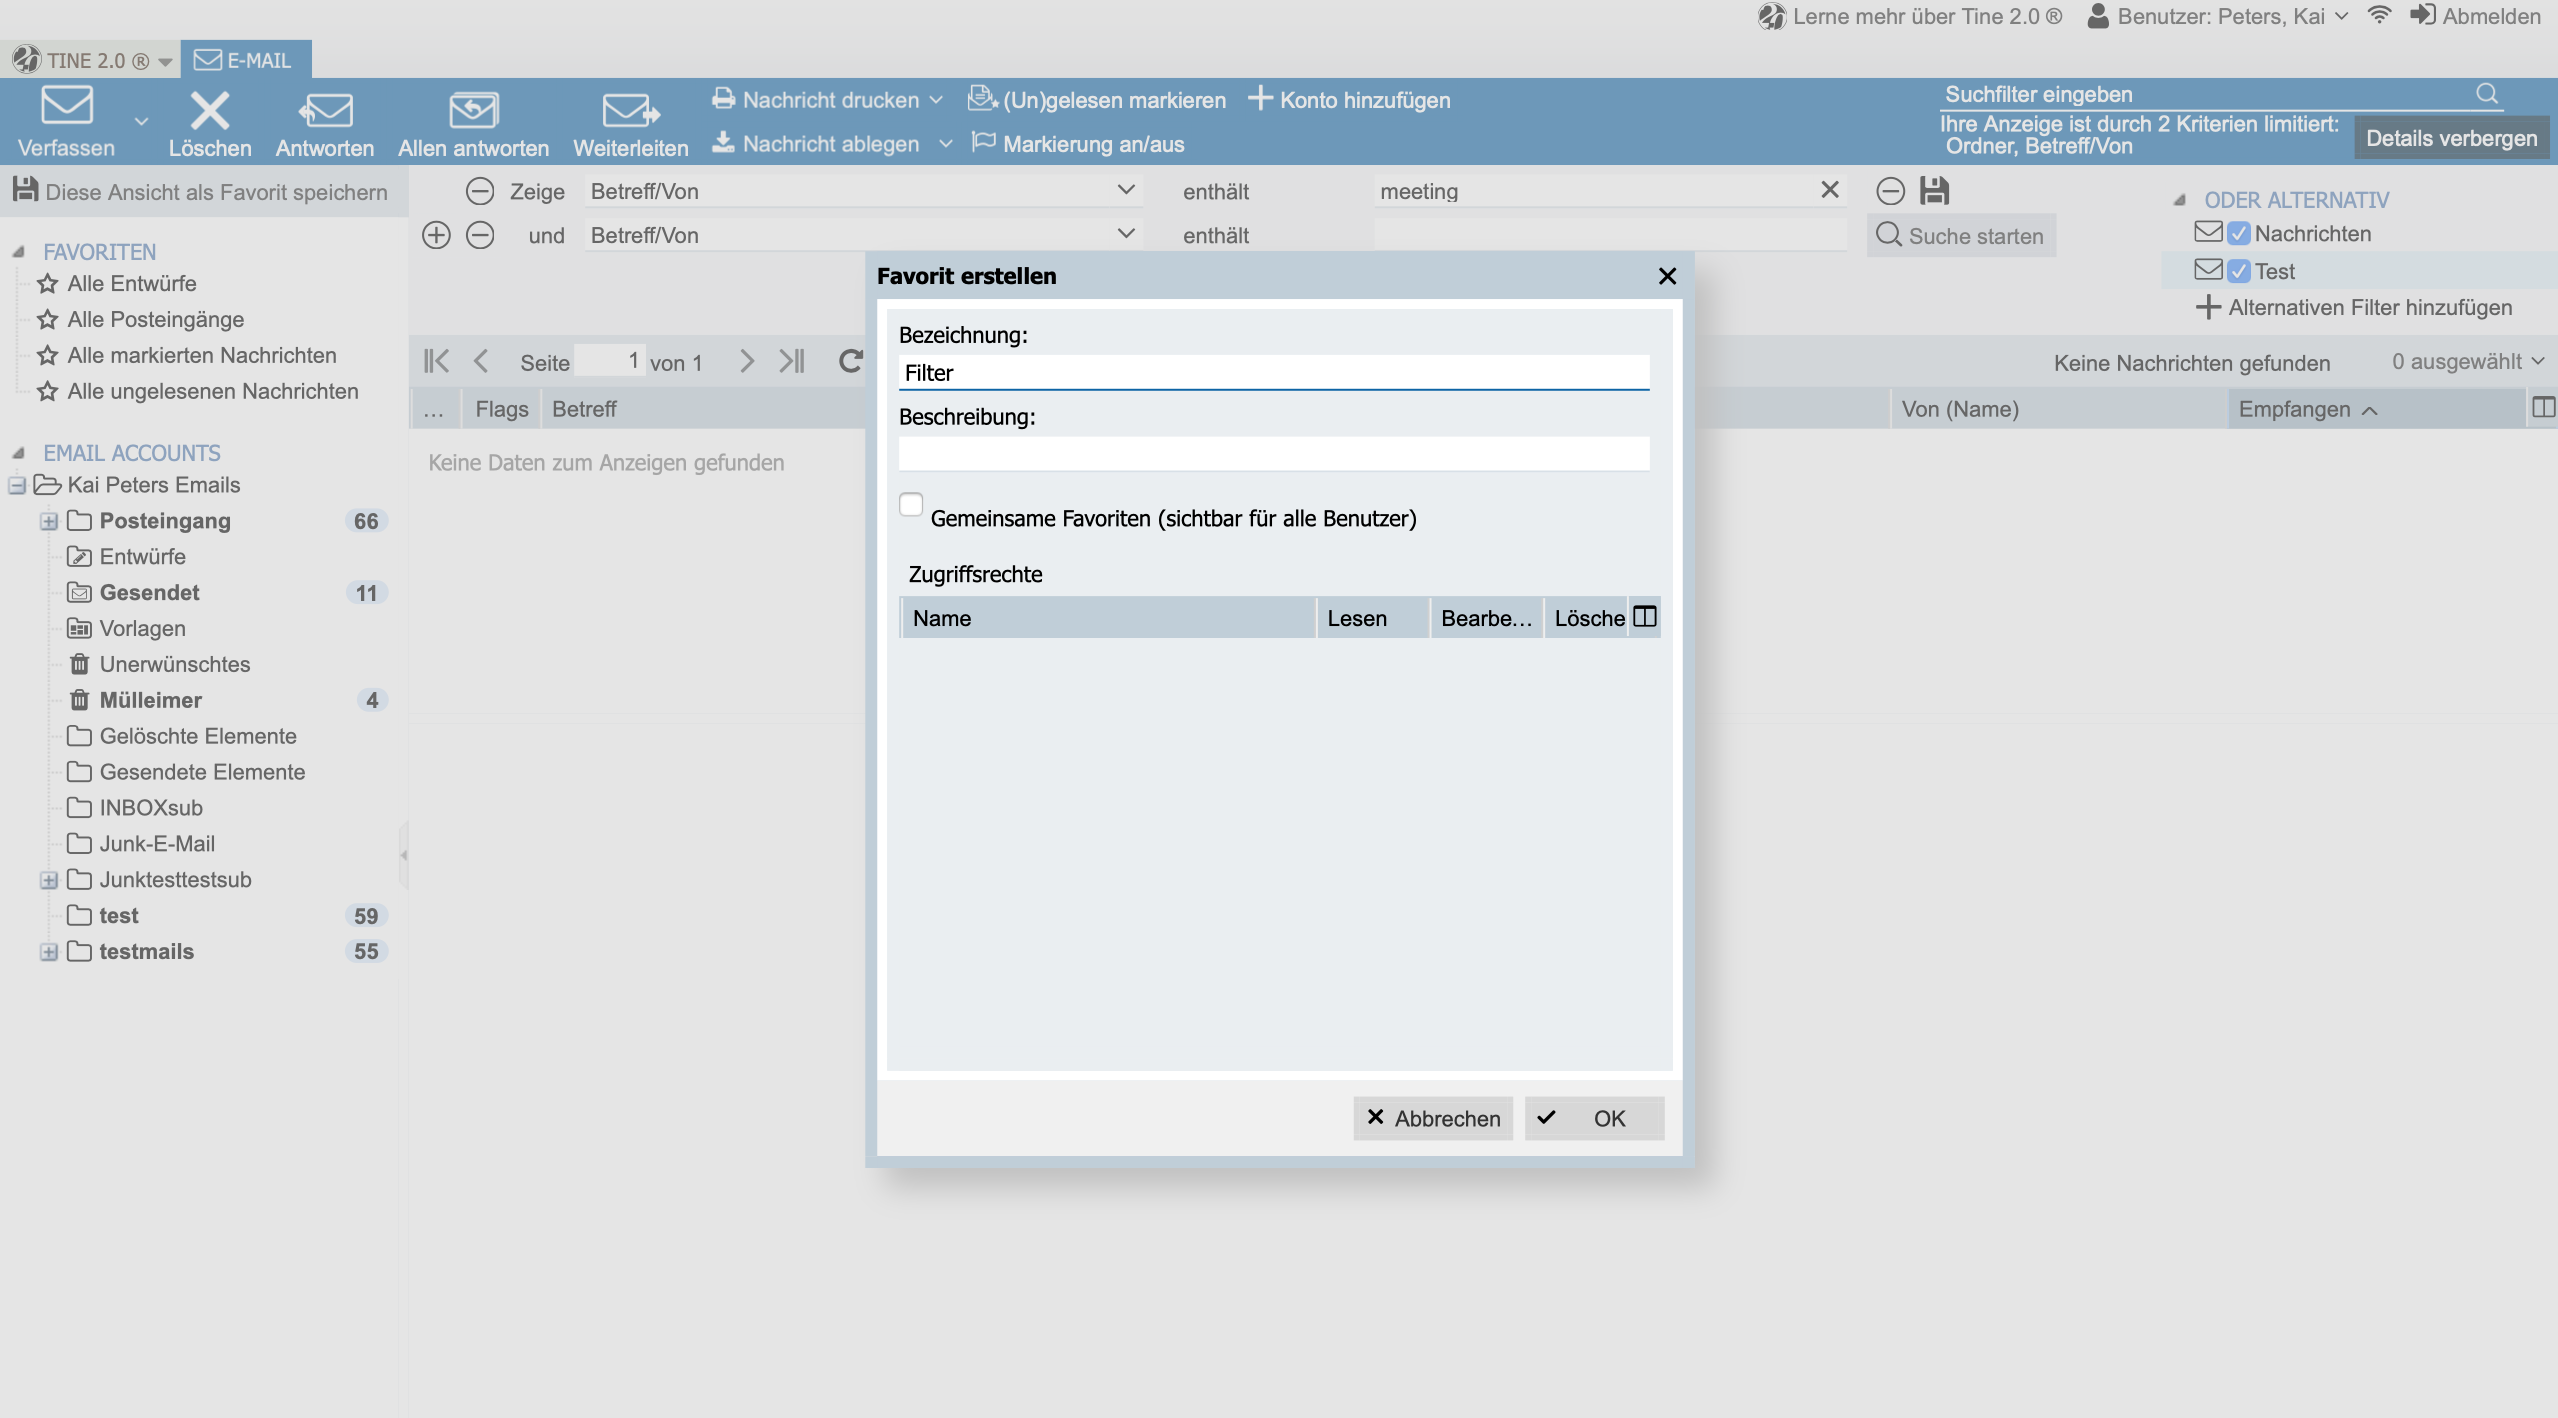 Lerne mehr über Tine 2.0 ® Benutzer: Peters, Kai Abmelden
TINE 2.0 ® E-MAIL
Verfassen Löschen Antworten Allen antworten Weiterleiten
Nachricht drucken (Un)gelesen markieren Konto hinzufügen
Nachricht ablegen Markierung an/aus
Suchfilter eingeben
Ihre Anzeige ist durch 2 Kriterien limitiert:
Ordner, Betreff/Von
Details verbergen
Diese Ansicht als Favorit speichern
FAVORITEN
Alle Entwürfe
Alle Posteingänge
Alle markierten Nachrichten
Alle ungelesenen Nachrichten
EMAIL ACCOUNTS
Kai Peters Emails
Posteingang 66
Entwürfe
Gesendet 11
Vorlagen
Unerwünschtes
Mülleimer 4
Gelöschte Elemente
Gesendete Elemente
INBOXsub
Junk-E-Mail
Junktesttestsub
test 59
testmails 55
Zeige Betreff/Von enthält meeting
und Betreff/Von enthält
Suche starten
ODER ALTERNATIV
Nachrichten
Test
Alternativen Filter hinzufügen
Seite 1 von 1
Keine Nachrichten gefunden 0 ausgewählt
... Flags Betreff Von (Name) Empfangen
Keine Daten zum Anzeigen gefunden
Favorit erstellen
Bezeichnung:
Filter
Beschreibung:
Gemeinsame Favoriten (sichtbar für alle Benutzer)
Zugriffsrechte
Name Lesen Bearbe... Lösche
Abbrechen OK